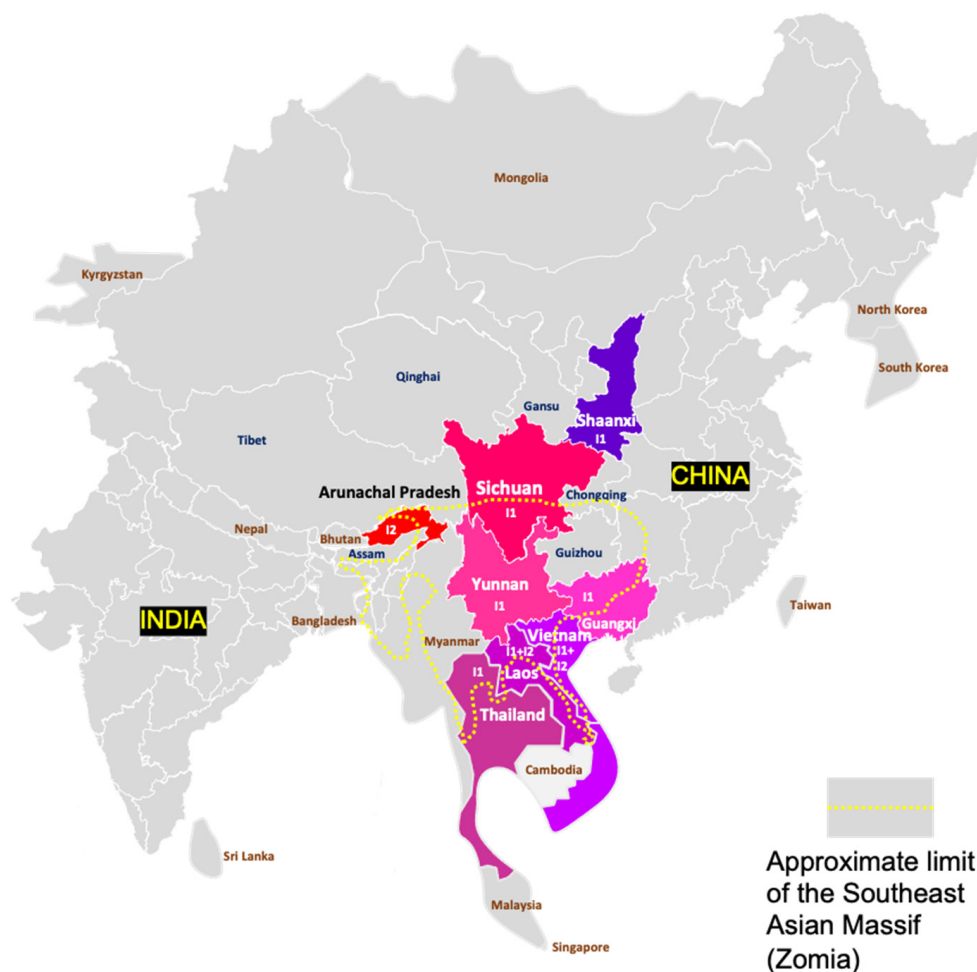 Mongolia
Kyrgyzstan
North Korea
South Korea
Qinghai
Gansu
Shaanxi
I1
Tibet
CHINA
Arunachal Pradesh
Sichuan
Chongqing
I1
I2
Nepal
Bhutan
Assam
Guizhou
Yunnan
I1
I1
Taiwan
INDIA
Bangladesh
Guangxi
Myanmar
Vietnam
I1+I2
I1+
I2
I1
Laos
Thailand
Cambodia
Sri Lanka
Malaysia
Singapore
Approximate limit
of the Southeast
Asian Massif
(Zomia)